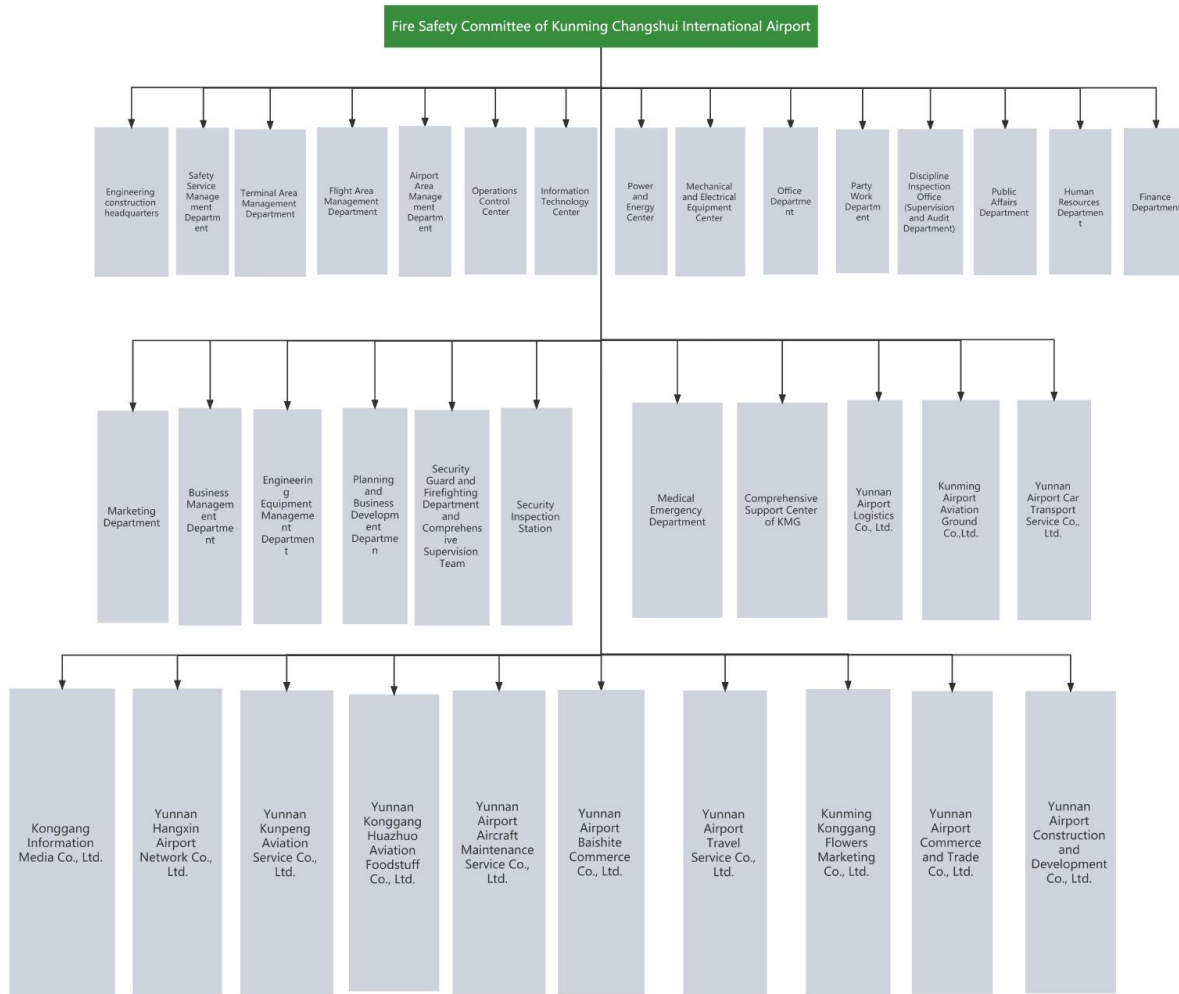 Fire Safety Committee of Kunming Changshui International Airport
Engineering
construction
headquarters
Safety
Service
Manage
ment
Departm
ent
Terminal Area
Management
Department
Flight Area
Management
Department
Airport
Area
Manage
ment
Departm
ent
Operations
Control
Center
Information
Technology
Center
Power
and
Energy
Center
Mechanical
and Electrical
Equipment
Center
Office
Departme
nt
Party
Work
Departm
ent
Discipline
Inspection
Office
(Supervision
and Audit
Department)
Public
Affairs
Department
Human
Resources
Departmen
t
Finance
Department
Marketing
Department
Business
Managem
ent
Departme
nt
Engineerin
g
Equipment
Manageme
nt
Departmen
t
Planning
and
Business
Developmen
t
Departmen
Security
Guard and
Firefighting
Department
and
Comprehens
ive
Supervision
Team
Security
Inspection
Station
Medical
Emergency
Department
Comprehensive
Support Center
of KMG
Yunnan
Airport
Logistics
Co., Ltd.
Kunming
Airport
Aviation
Ground
Co.,Ltd.
Yunnan
Airport Car
Transport
Service Co.,
Ltd.
Konggang
Information
Media Co., Ltd.
Yunnan
Hangxin
Airport
Network Co.,
Ltd.
Yunnan
Kunpeng
Aviation
Service Co.,
Ltd.
Yunnan
Konggang
Huazhuo
Aviation
Foodstuff
Co., Ltd.
Yunnan
Airport
Aircraft
Maintenance
Service Co.,
Ltd.
Yunnan
Airport
Baishite
Commerce
Co., Ltd.
Yunnan
Airport
Travel
Service Co.,
Ltd.
Kunming
Konggang
Flowers
Marketing
Co., Ltd.
Yunnan
Airport
Commerce
and Trade
Co., Ltd.
Yunnan
Airport
Construction
and
Development
Co., Ltd.